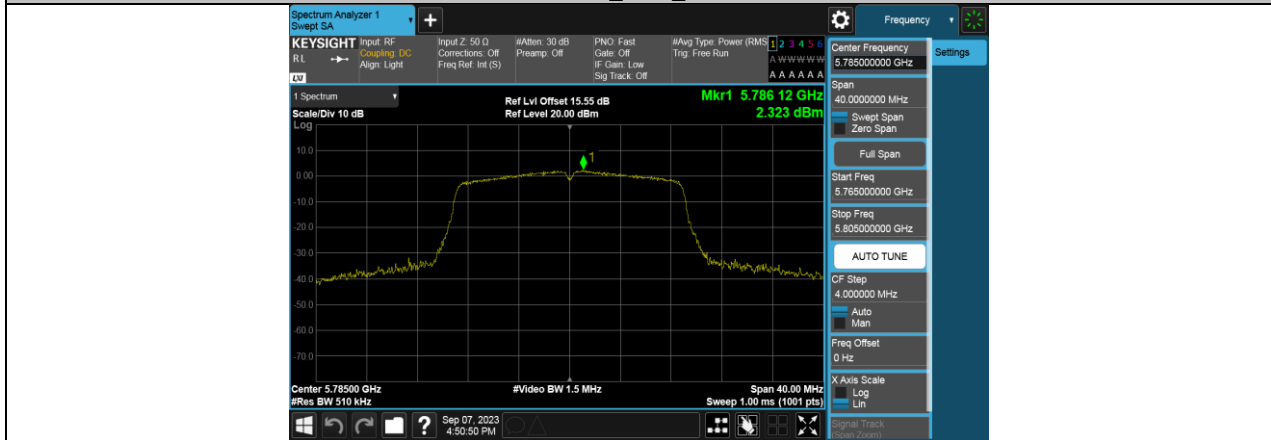 Spectrum Analyzer 1
Swept SA
+
Frequency
KEYSIGHT
RL
LXI
Input: RF
Coupling: DC
Align: Light
Input Z: 50 Ω
Corrections: Off
Freq Ref: Int (S)
#Atten: 30 dB
Preamp: Off
PNO: Fast
Gate: Off
IF Gain: Low
Sig Track: Off
#Avg Type: Power (RMS
Trig: Free Run
1 2 3 4 5 6
A W W W W W
A A A A A A
1 Spectrum
Scale/Div 10 dB
Log
Ref Lvl Offset 15.55 dB
Ref Level 20.00 dBm
Mkr1 5.786 12 GHz
2.323 dBm
1
10.0
0.00
-10.0
-20.0
-30.0
-40.0
-50.0
-60.0
-70.0
Center 5.78500 GHz
#Res BW 510 kHz
#Video BW 1.5 MHz
Span 40.00 MHz
Sweep 1.00 ms (1001 pts)
?
Sep 07, 2023
4:50:50 PM
Center Frequency
5.785000000 GHz
Settings
Span
40.0000000 MHz
Swept Span
Zero Span
Full Span
Start Freq
5.765000000 GHz
Stop Freq
5.805000000 GHz
AUTO TUNE
CF Step
4.000000 MHz
Auto
Man
Freq Offset
0 Hz
X Axis Scale
Log
Lin
Signal Track
(Span Zoom)